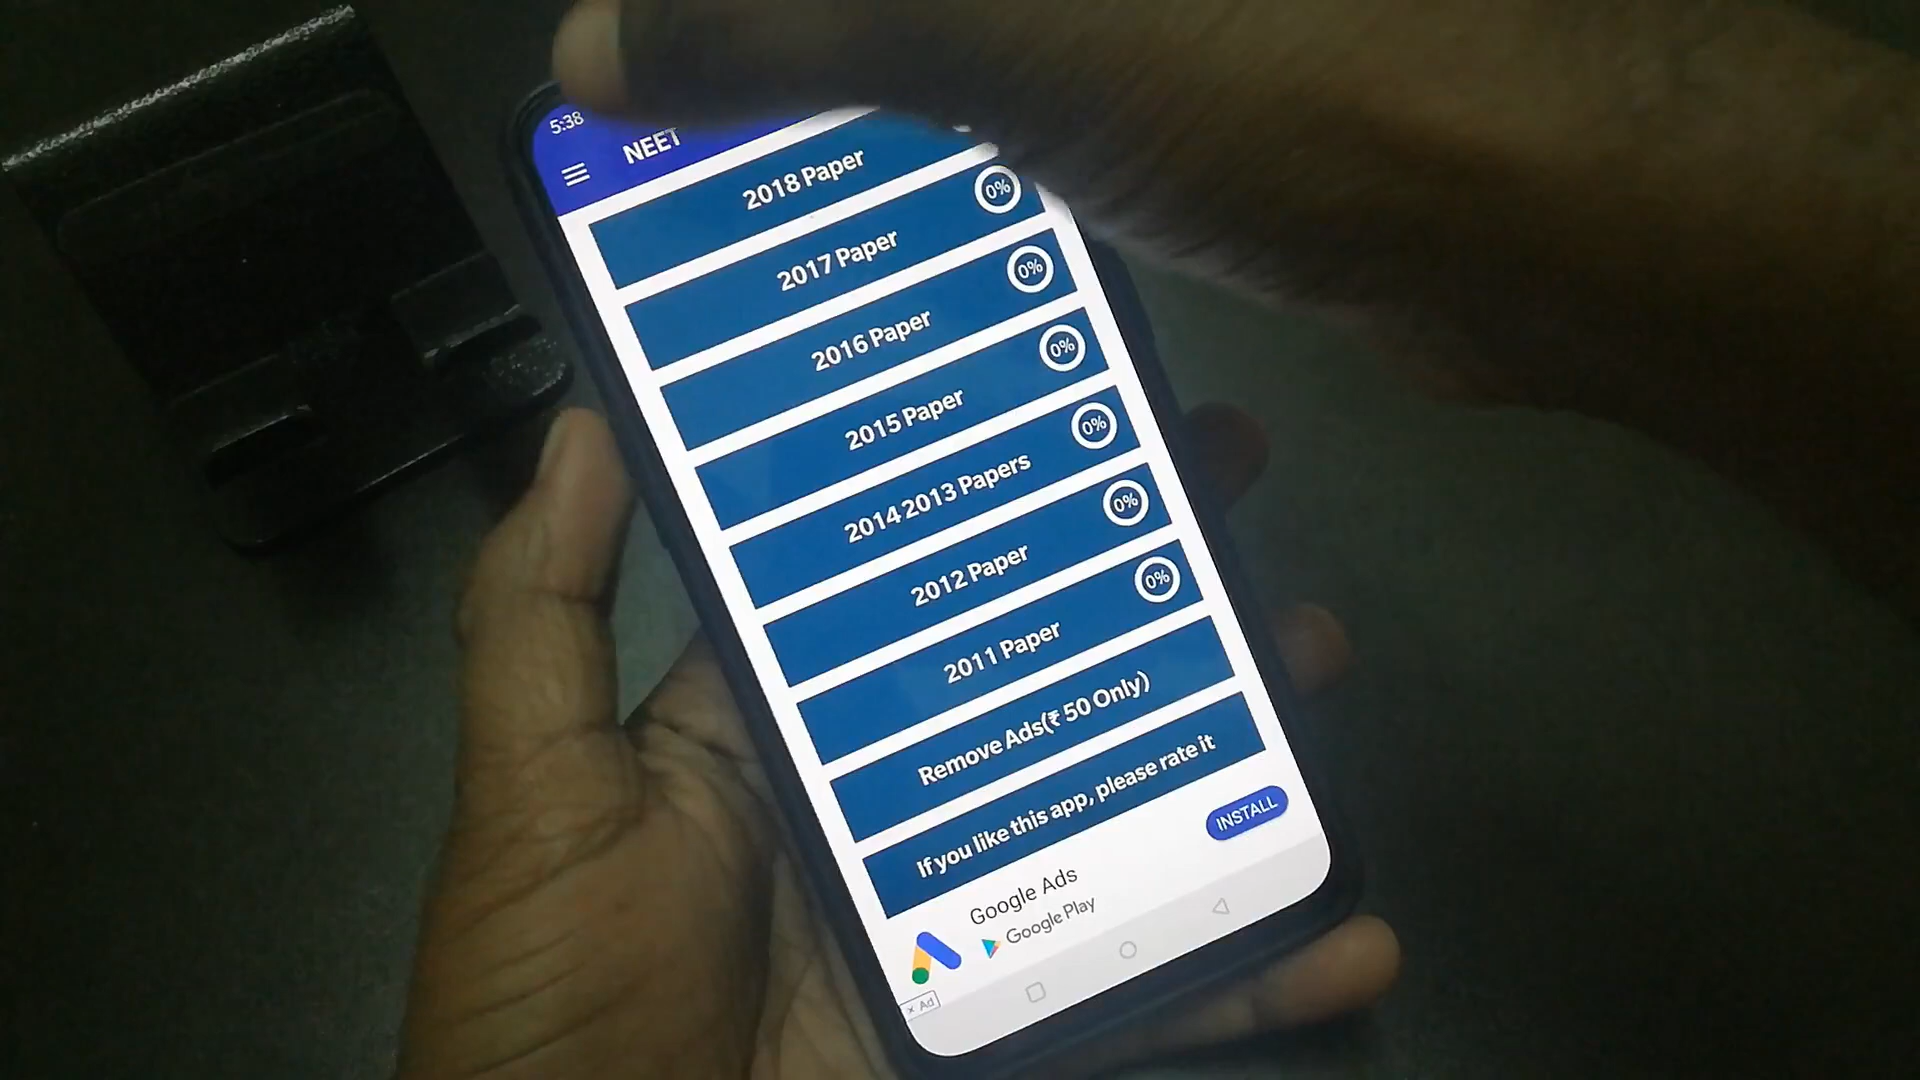 5:38
NEET
2018 Paper
0%
2017 Paper
0%
2016 Paper
0%
2015 Paper
0%
2014 2013 Papers
0%
2012 Paper
0%
2011 Paper
Remove Ads(₹ 50 Only)
If you like this app, please rate it
INSTALL
Google Ads
Google Play
Ad